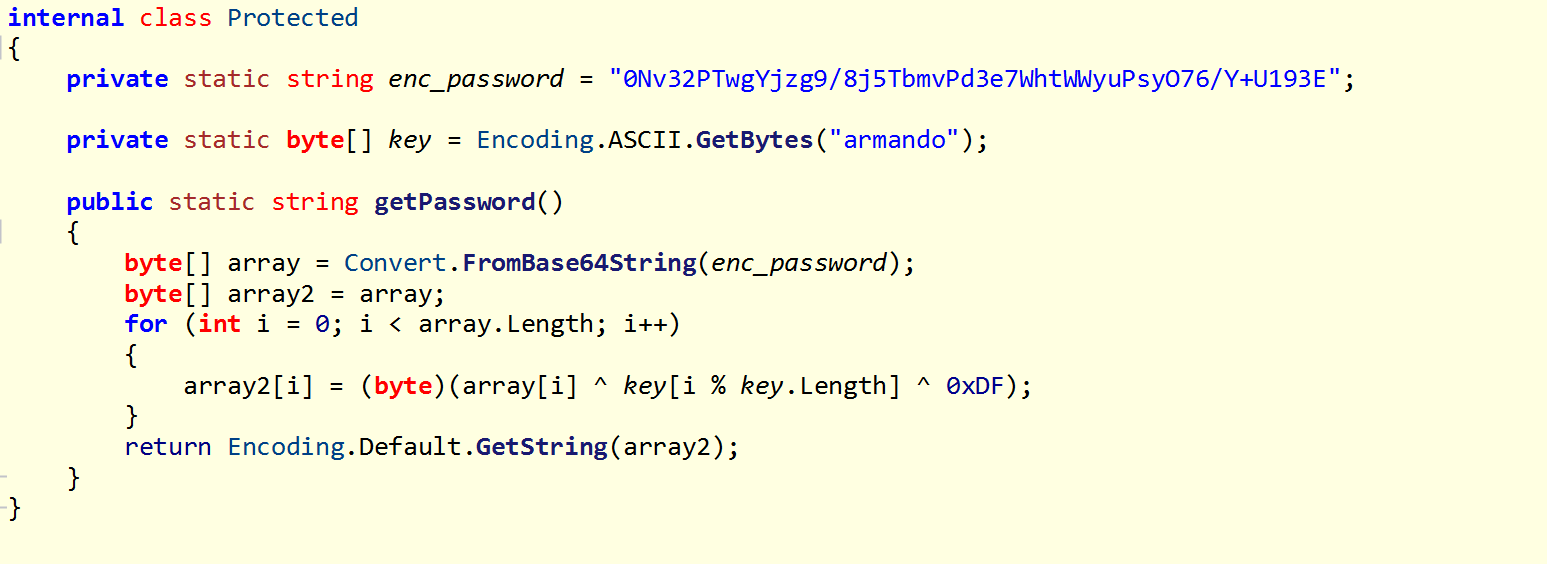 internal class Protected
{
    private static string enc_password = "0Nv32PTwgYjzg9/8j5TbmvPd3e7WhtWWyuPsyO76/Y+U193E";
    private static byte[] key = Encoding.ASCII.GetBytes("armando");
    public static string getPassword()
    {
        byte[] array = Convert.FromBase64String(enc_password);
        byte[] array2 = array;
        for (int i = 0; i < array.Length; i++)
        {
            array2[i] = (byte)(array[i] ^ key[i % key.Length] ^ 0xDF);
        }
        return Encoding.Default.GetString(array2);
    }
}